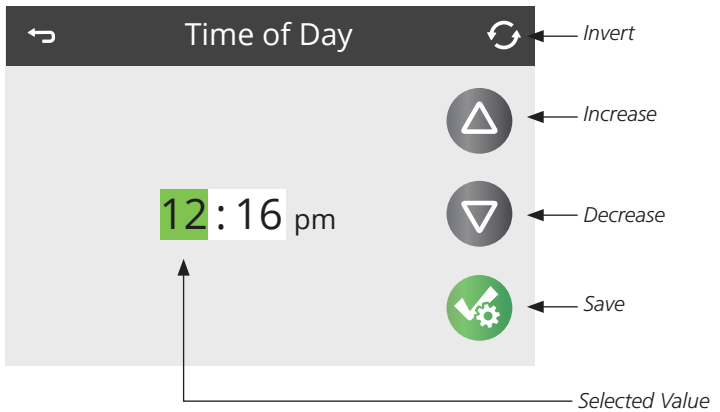 Time of Day
Invert
Increase
12 : 16 pm
Decrease
Save
Selected Value